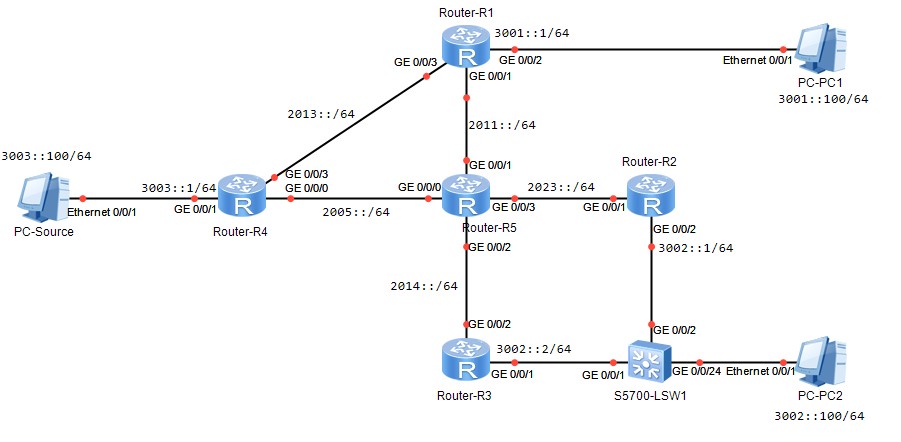 Router-R1
3001::1/64
GE 0/0/3
GE 0/0/2
Ethernet 0/0/1
GE 0/0/1
PC-PC1
3001::100/64
2013::/64
2011::/64
3003::100/64
GE 0/0/3
GE 0/0/1
Router-R2
3003::1/64
GE 0/0/0
GE 0/0/0
2023::/64
Ethernet 0/0/1
GE 0/0/1
2005::/64
GE 0/0/3
GE 0/0/1
PC-Source
Router-R4
Router-R5
GE 0/0/2
GE 0/0/2
3002::1/64
2014::/64
GE 0/0/2
GE 0/0/2
3002::2/64
GE 0/0/1
GE 0/0/1
GE 0/0/24
Ethernet 0/0/1
Router-R3
S5700-LSW1
PC-PC2
3002::100/64
R
R
R
R
R